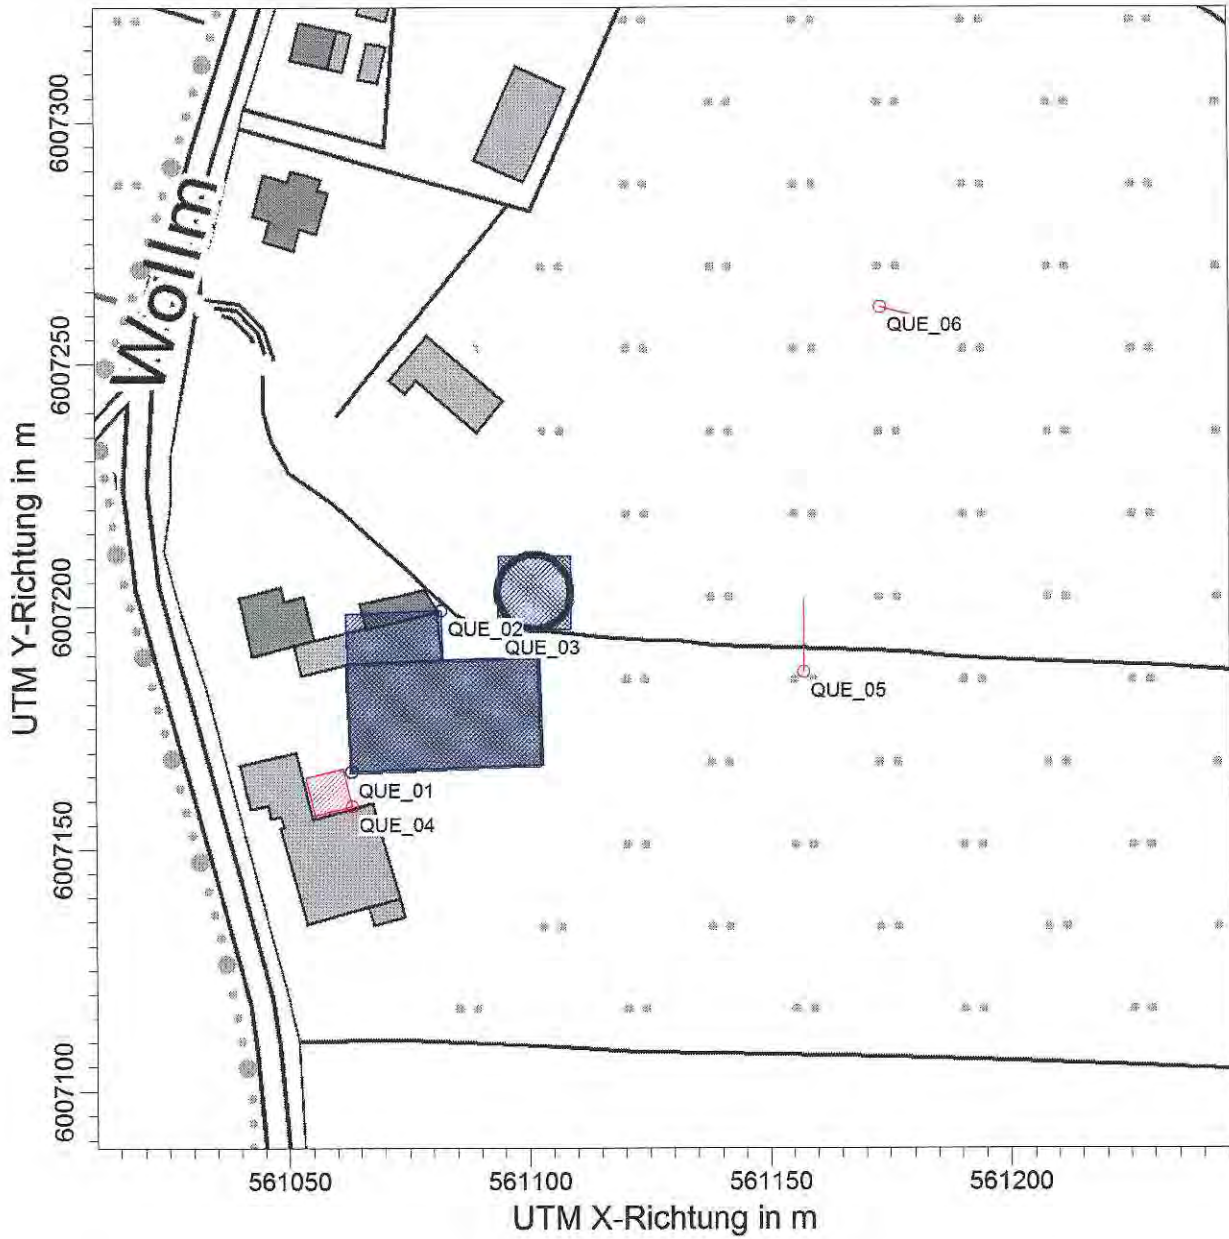 UTM Y-Richtung in m
6007300
6007250
6007200
6007150
6007100
Wollm
QUE_06
QUE_02
QUE_03
QUE_05
QUE_01
QUE_04
561050
561100
561150
561200
UTM X-Richtung in m